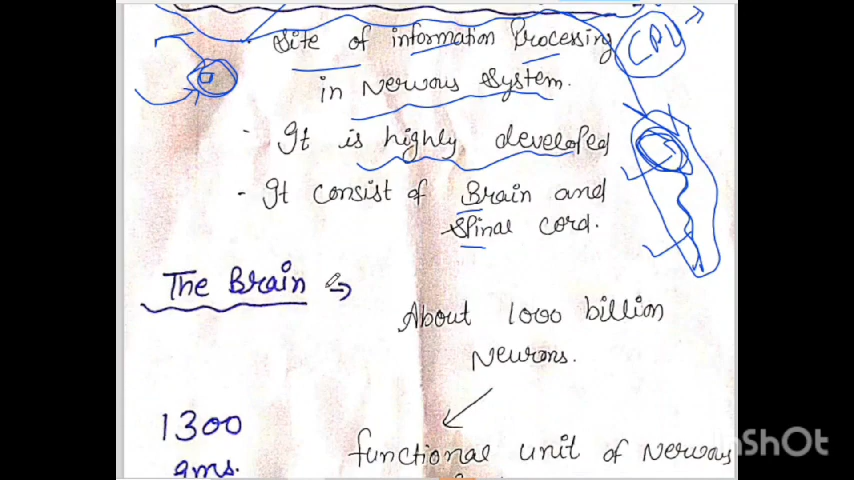 Site of information Processing
CPU
in Nervous System.
- It is highly developed
- It consist of Brain and
Spinal cord.
The Brain →
About 1000 billion
Neurons.
1300
gms.
functional unit of Nervous